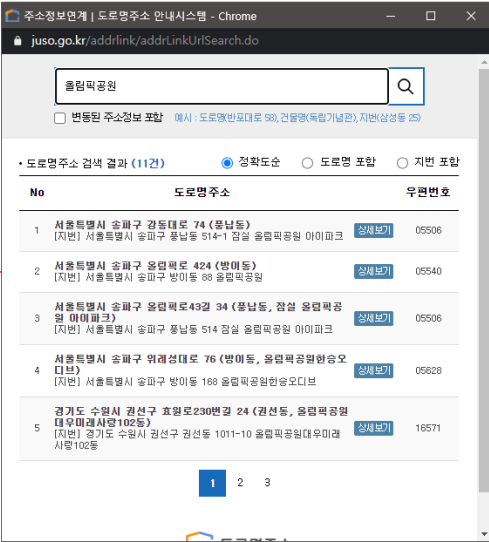 주소정보연계 | 도로명주소 안내시스템 - Chrome
juso.go.kr/addrlink/addrLinkUrlSearch.do
올림픽공원
변동된 주소정보 포함 예시 : 도로명(반포대로 58), 건물명(독립기념관), 지번(삼성동 25)
도로명주소 검색 결과 (11건) 정확도순 도로명 포함 지번 포함
No 도로명주소 우편번호
1 서울특별시 송파구 강동대로 74 (풍납동) 상세보기 05506
[지번] 서울특별시 송파구 풍납동 514-1 잠실 올림픽공원 아이파크
2 서울특별시 송파구 올림픽로 424 (방이동) 상세보기 05540
[지번] 서울특별시 송파구 방이동 88 올림픽공원
3 서울특별시 송파구 올림픽로43길 34 (풍납동, 잠실 올림픽공
원 아이파크) 상세보기 05506
[지번] 서울특별시 송파구 풍납동 514 잠실 올림픽공원 아이파크
4 서울특별시 송파구 위례성대로 76 (방이동, 올림픽공원한승오
디브) 상세보기 05628
[지번] 서울특별시 송파구 방이동 168 올림픽공원한승오디브
경기도 수원시 권선구 효원로230번길 24 (권선동, 올림픽공원
대우미래사랑102동)
5 [지번] 경기도 수원시 권선구 권선동 1011-10 올림픽공원대우미래 상세보기 16571
사랑102동
1 2 3
도로명주소